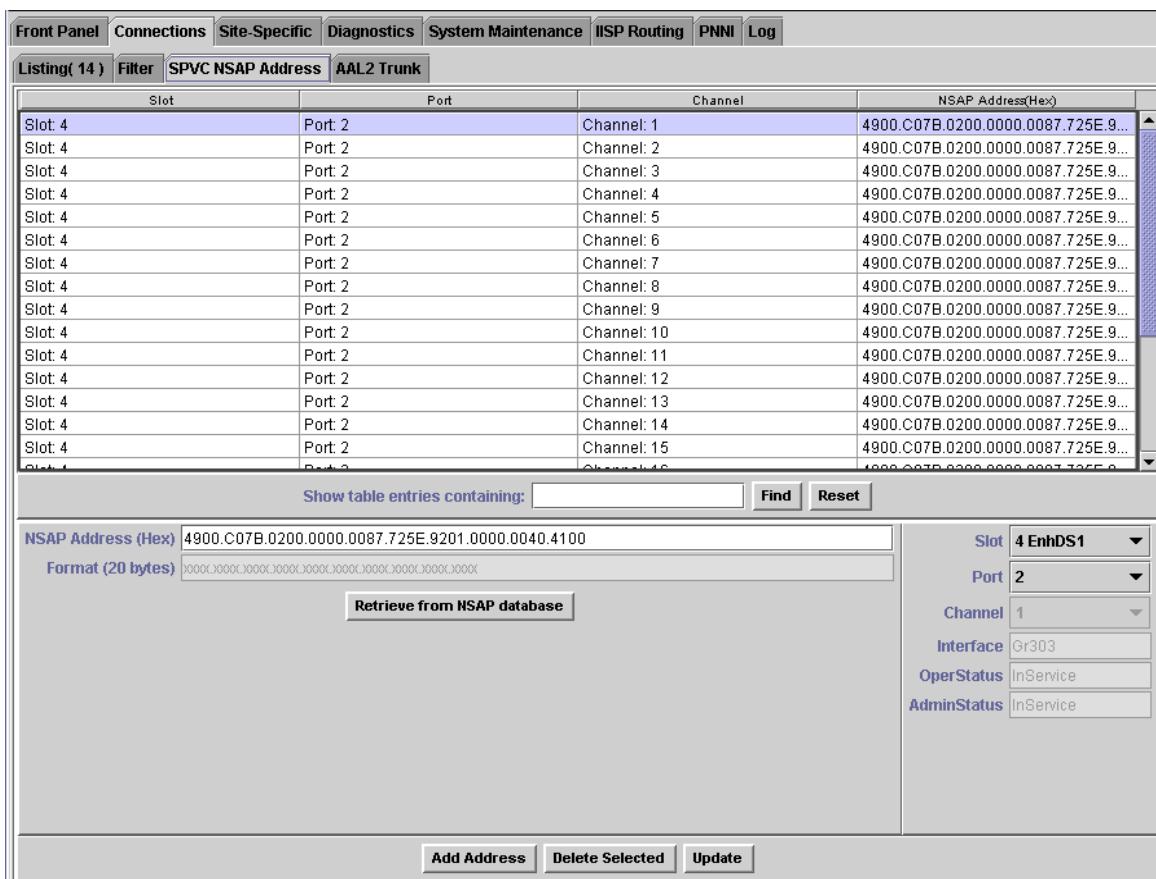 Front Panel Connections Site-Specific Diagnostics System Maintenance IISP Routing PNNI Log
Listing( 14 ) Filter SPVC NSAP Address AAL2 Trunk
Slot Port Channel NSAP Address(Hex)
Slot: 4 Port: 2 Channel: 1 4900.C07B.0200.0000.0087.725E.9...
Slot: 4 Port: 2 Channel: 2 4900.C07B.0200.0000.0087.725E.9...
Slot: 4 Port: 2 Channel: 3 4900.C07B.0200.0000.0087.725E.9...
Slot: 4 Port: 2 Channel: 4 4900.C07B.0200.0000.0087.725E.9...
Slot: 4 Port: 2 Channel: 5 4900.C07B.0200.0000.0087.725E.9...
Slot: 4 Port: 2 Channel: 6 4900.C07B.0200.0000.0087.725E.9...
Slot: 4 Port: 2 Channel: 7 4900.C07B.0200.0000.0087.725E.9...
Slot: 4 Port: 2 Channel: 8 4900.C07B.0200.0000.0087.725E.9...
Slot: 4 Port: 2 Channel: 9 4900.C07B.0200.0000.0087.725E.9...
Slot: 4 Port: 2 Channel: 10 4900.C07B.0200.0000.0087.725E.9...
Slot: 4 Port: 2 Channel: 11 4900.C07B.0200.0000.0087.725E.9...
Slot: 4 Port: 2 Channel: 12 4900.C07B.0200.0000.0087.725E.9...
Slot: 4 Port: 2 Channel: 13 4900.C07B.0200.0000.0087.725E.9...
Slot: 4 Port: 2 Channel: 14 4900.C07B.0200.0000.0087.725E.9...
Slot: 4 Port: 2 Channel: 15 4900.C07B.0200.0000.0087.725E.9...
Show table entries containing: Find Reset
NSAP Address (Hex) 4900.C07B.0200.0000.0087.725E.9201.0000.0040.4100
Format (20 bytes) xxxx.xxxx.xxxx.xxxx.xxxx.xxxx.xxxx.xxxx.xxxx.xxxx
Retrieve from NSAP database
Slot 4 EnhDS1
Port 2
Channel 1
Interface Gr303
OperStatus InService
AdminStatus InService
Add Address Delete Selected Update